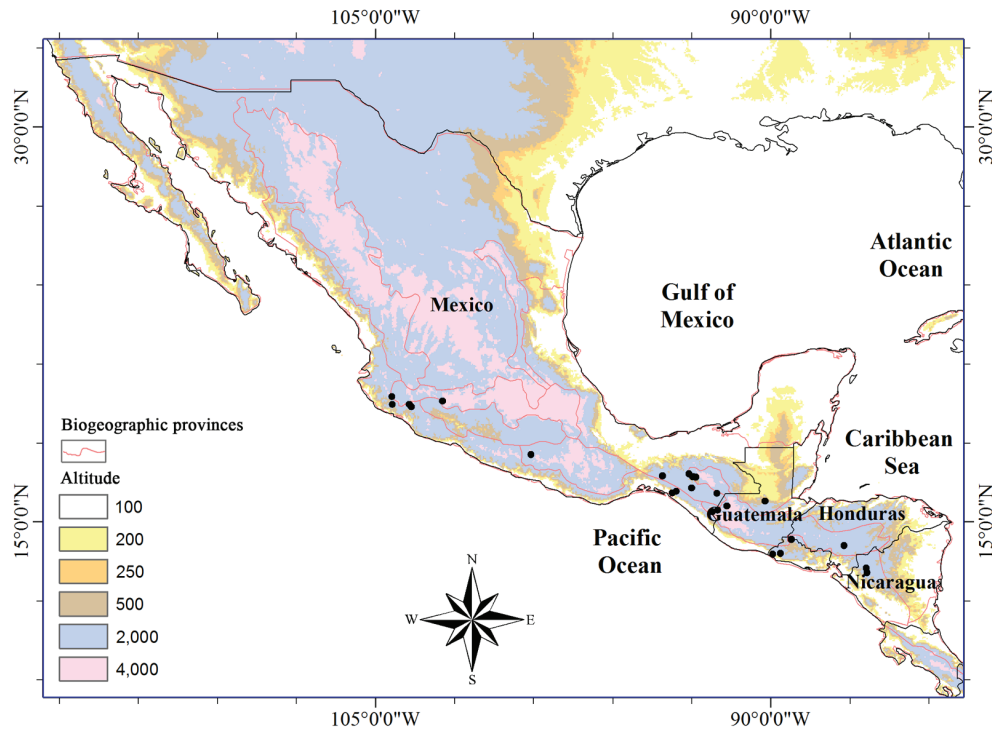 105°0'0"W 90°0'0"W
30°0'0"N 30°0'0"N
Atlantic
Ocean
Gulf of
Mexico
Mexico
Biogeographic provinces
Altitude
100
200
250
500
2,000
4,000
Caribbean
Sea
Guatemala
Honduras
15°0'0"N 15°0'0"N
Pacific
Ocean
Nicaragua
N
W E
S
105°0'0"W 90°0'0"W